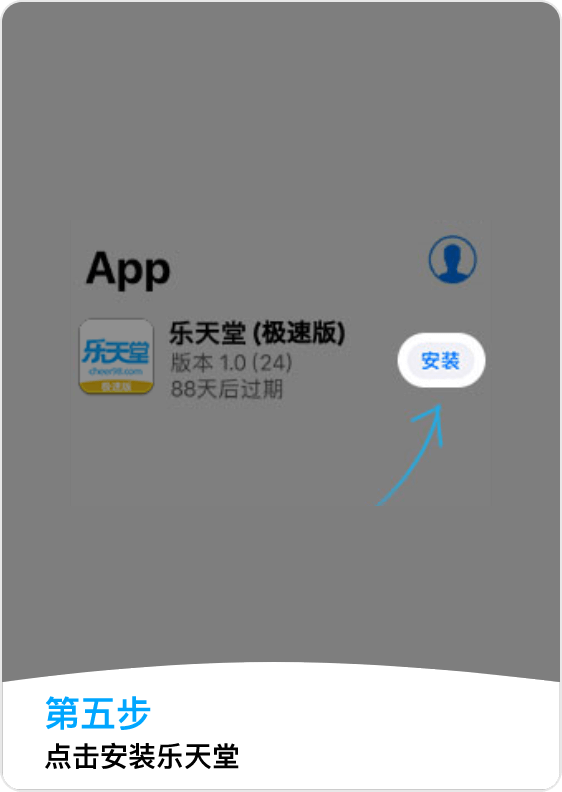 App
乐天堂 (极速版)
版本 1.0 (24)
88天后过期
安装
乐天堂
cheer98.com
极速版
第五步
点击安装乐天堂